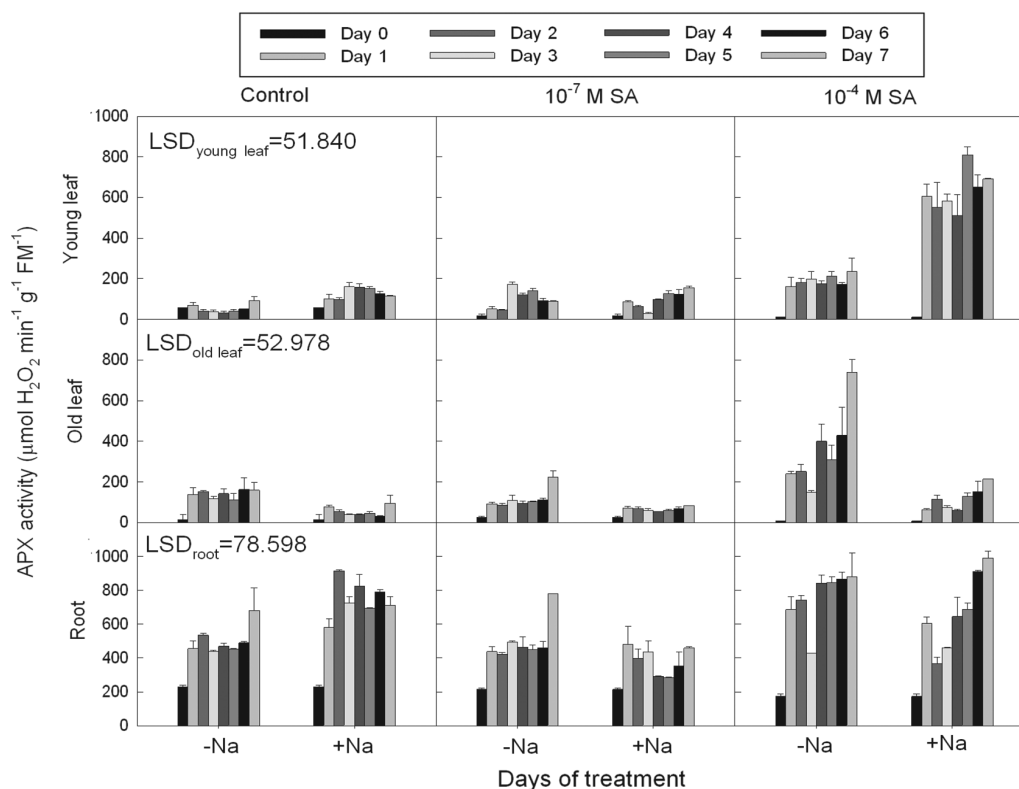 Day 0 Day 2 Day 4 Day 6
Day 1 Day 3 Day 5 Day 7
Control 10⁻⁷ M SA 10⁻⁴ M SA
APX activity (μmol H₂O₂ min⁻¹ g⁻¹ FM⁻¹)
Young leaf
1000
800
600
400
200
0
LSD young leaf=51.840
Old leaf
800
600
400
200
0
LSD old leaf=52.978
Root
1000
800
600
400
200
0
LSD root=78.598
-Na +Na -Na +Na -Na +Na
Days of treatment